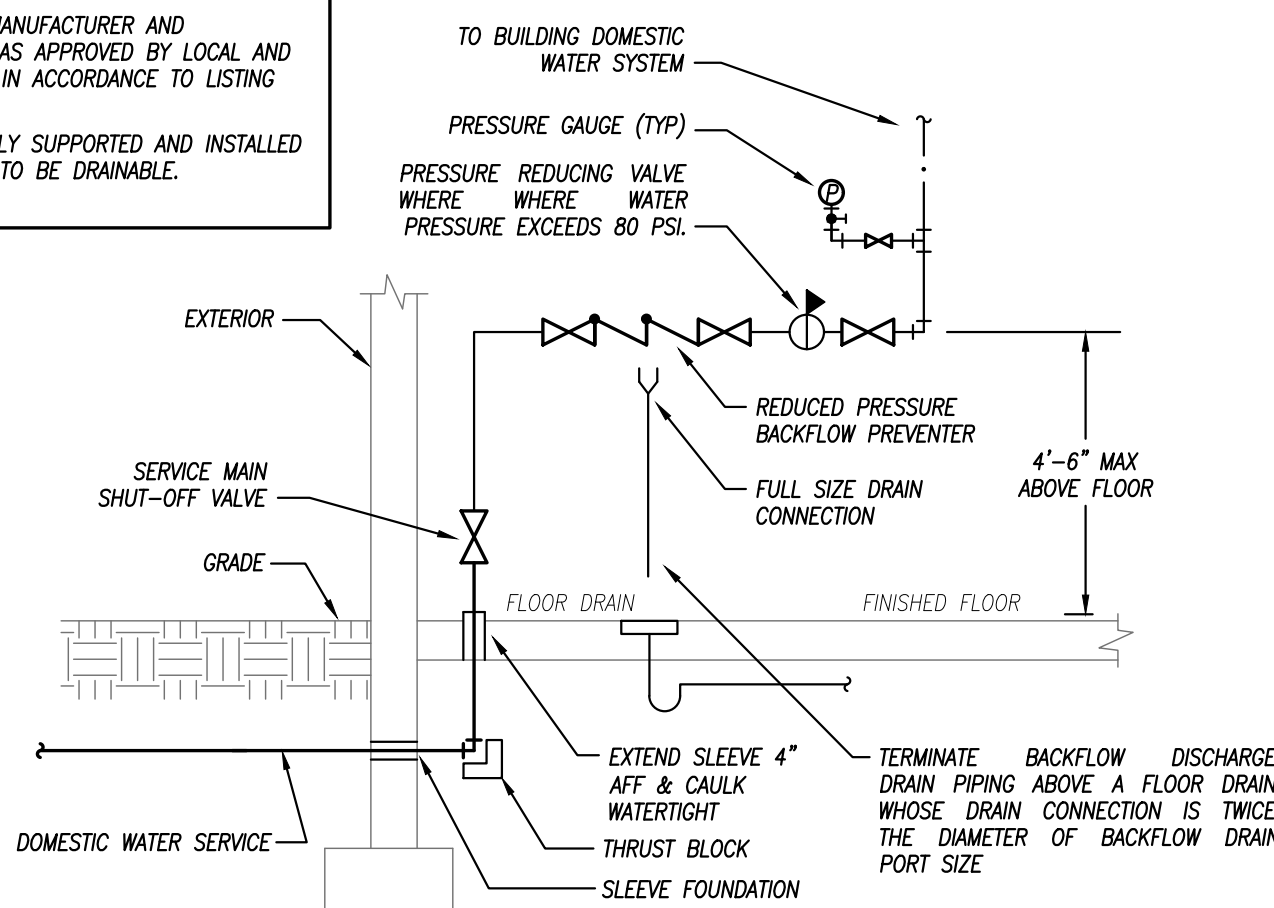 MANUFACTURER AND
AS APPROVED BY LOCAL AND
IN ACCORDANCE TO LISTING
LY SUPPORTED AND INSTALLED
TO BE DRAINABLE.
TO BUILDING DOMESTIC
WATER SYSTEM
PRESSURE GAUGE (TYP)
P
PRESSURE REDUCING VALVE
WHERE WHERE WATER
PRESSURE EXCEEDS 80 PSI.
EXTERIOR
REDUCED PRESSURE
BACKFLOW PREVENTER
SERVICE MAIN
SHUT-OFF VALVE
FULL SIZE DRAIN
CONNECTION
4'-6" MAX
ABOVE FLOOR
GRADE
FLOOR DRAIN
FINISHED FLOOR
EXTEND SLEEVE 4"
AFF & CAULK
WATERTIGHT
TERMINATE BACKFLOW DISCHARGE
DRAIN PIPING ABOVE A FLOOR DRAIN
WHOSE DRAIN CONNECTION IS TWICE
THE DIAMETER OF BACKFLOW DRAIN
PORT SIZE
DOMESTIC WATER SERVICE
THRUST BLOCK
SLEEVE FOUNDATION